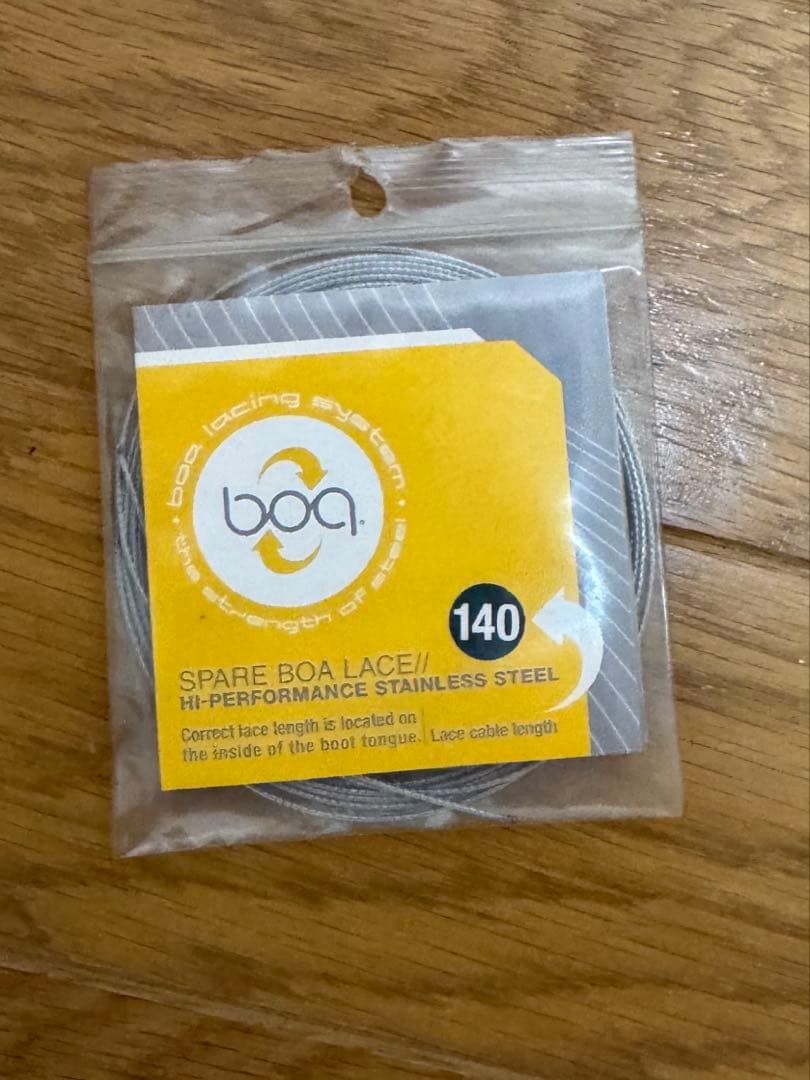 boa lacing system
boa
the strength of steel
140
SPARE BOA LACE//
HI-PERFORMANCE STAINLESS STEEL
Correct lace length is located on
the inside of the boot tongue.
Lace cable length